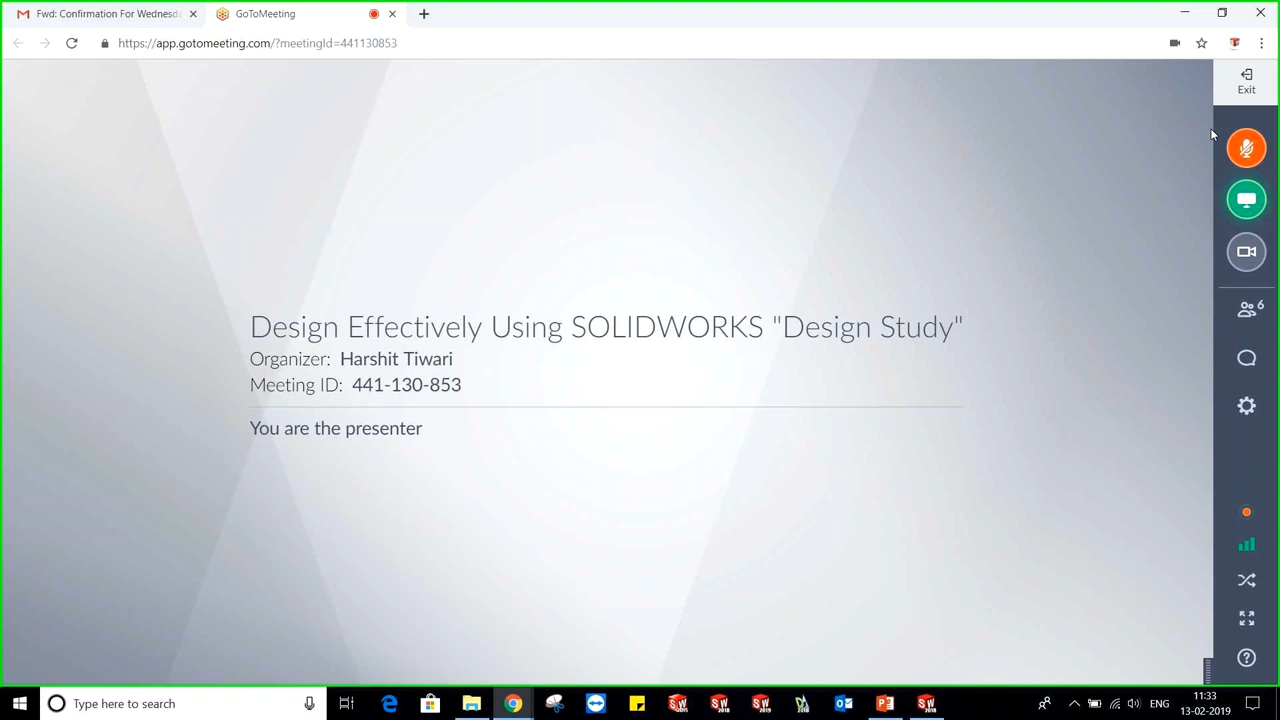 Fwd: Confirmation For Wednesd
GoToMeeting
https://app.gotomeeting.com/?meetingId=441130853
Exit
6
Design Effectively Using SOLIDWORKS "Design Study"
Organizer: Harshit Tiwari
Meeting ID: 441-130-853
You are the presenter
Type here to search
ENG
11:33
13-02-2019